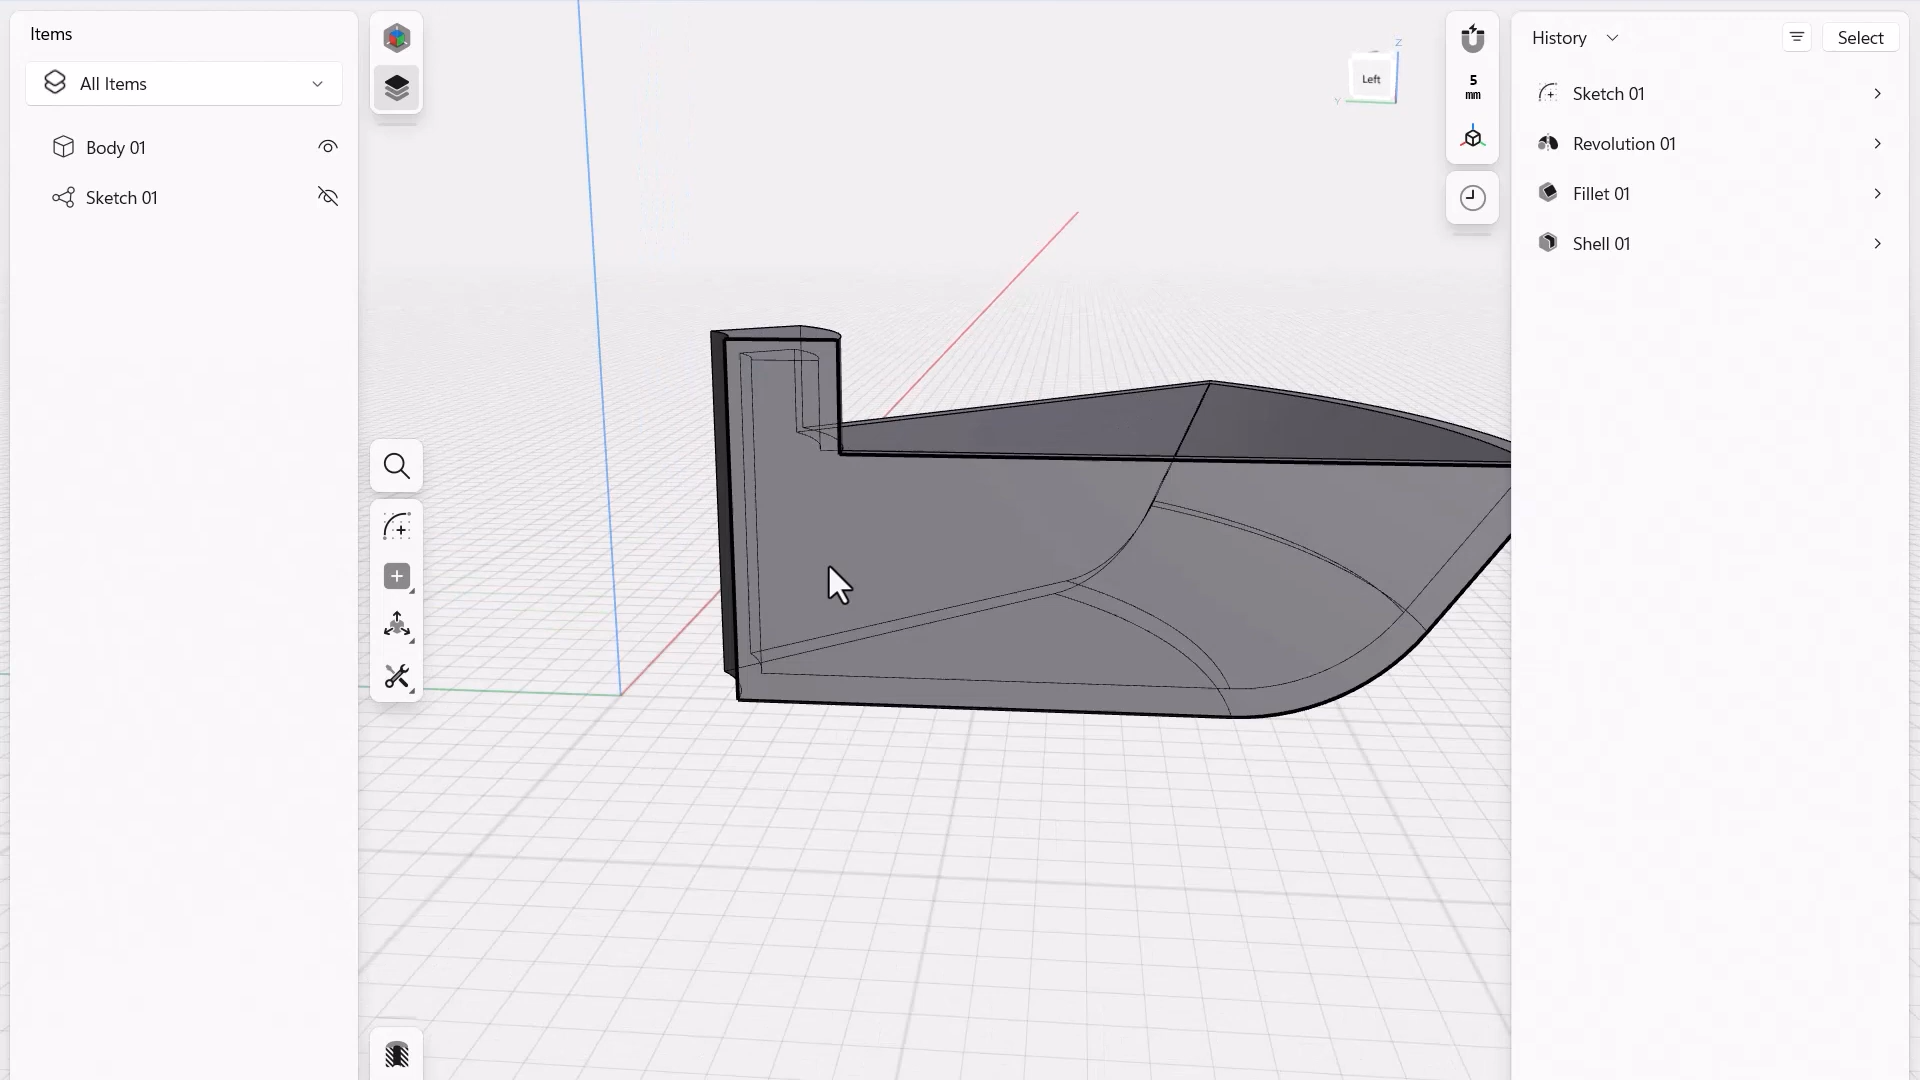 Items
All Items
Body 01
Sketch 01
Z
Left
Y
5
mm
History
Select
Sketch 01
Revolution 01
Fillet 01
Shell 01